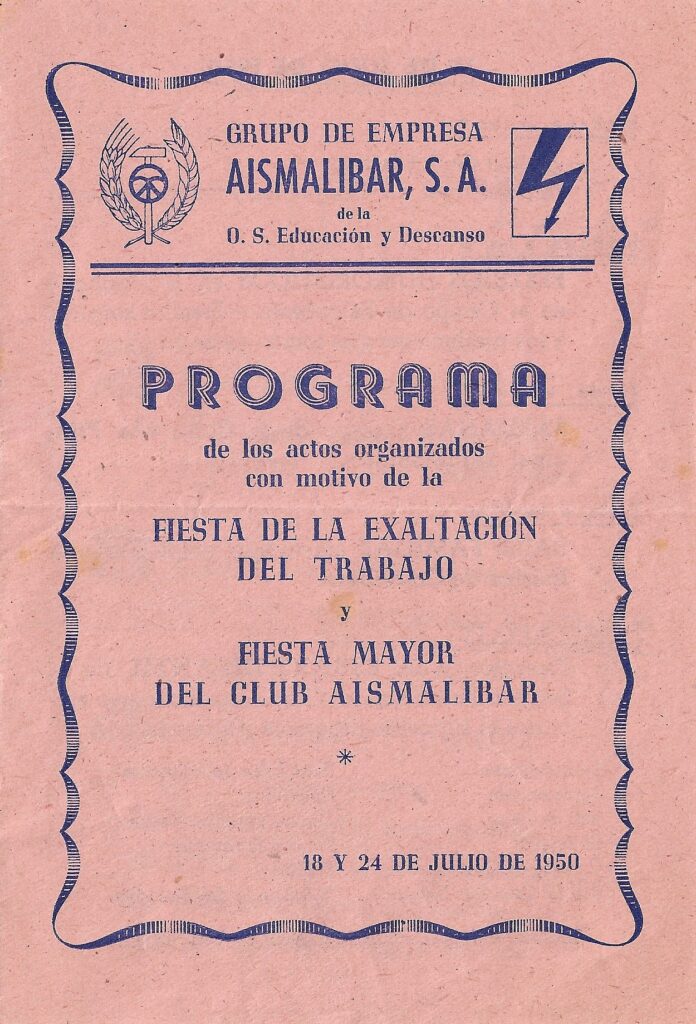 GRUPO DE EMPRESA
AISMALIBAR, S. A.
de la
O. S. Educación y Descanso
PROGRAMA
de los actos organizados
con motivo de la
FIESTA DE LA EXALTACIÓN
DEL TRABAJO
y
FIESTA MAYOR
DEL CLUB AISMALIBAR
*
18 Y 24 DE JULIO DE 1950